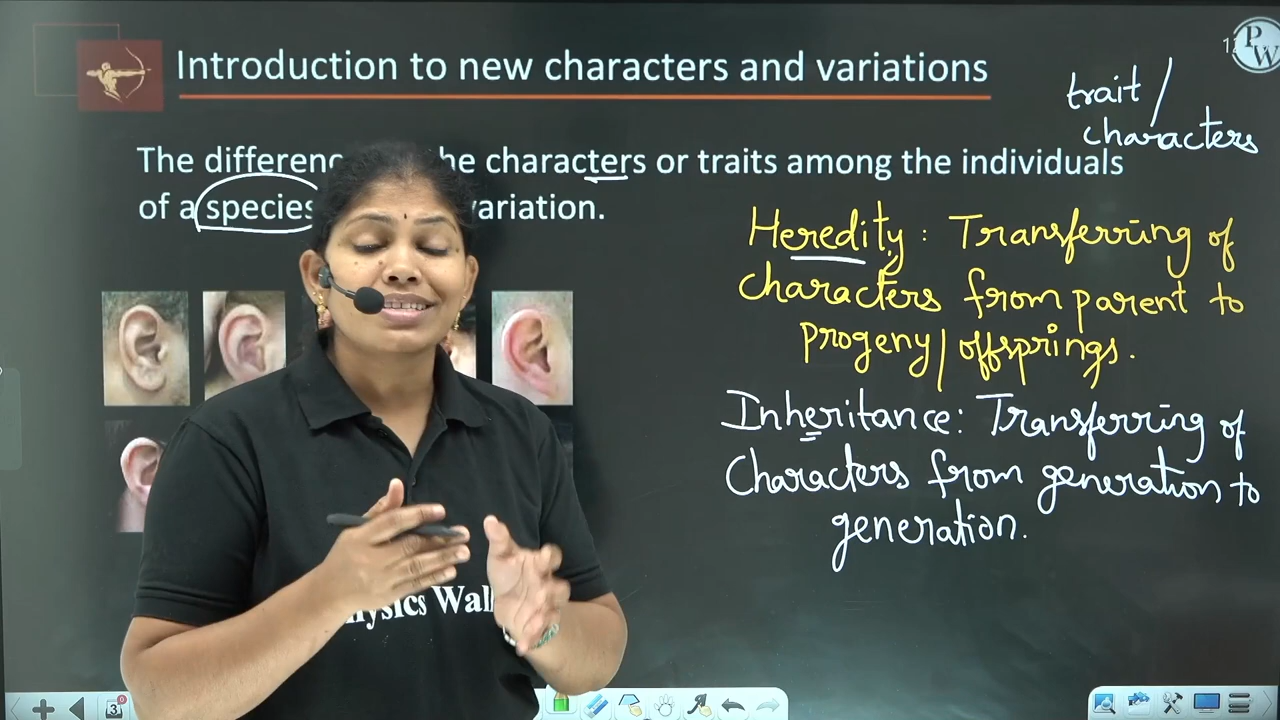 Introduction to new characters and variations
P
W
trait /
characters
The differenc he characters or traits among the individuals
of a species variation.
Heredity : Transferring of
characters from parent to
progeny/offsprings.
Inheritance: Transferring of
Characters from generation to
generation.
hysics Wall
3